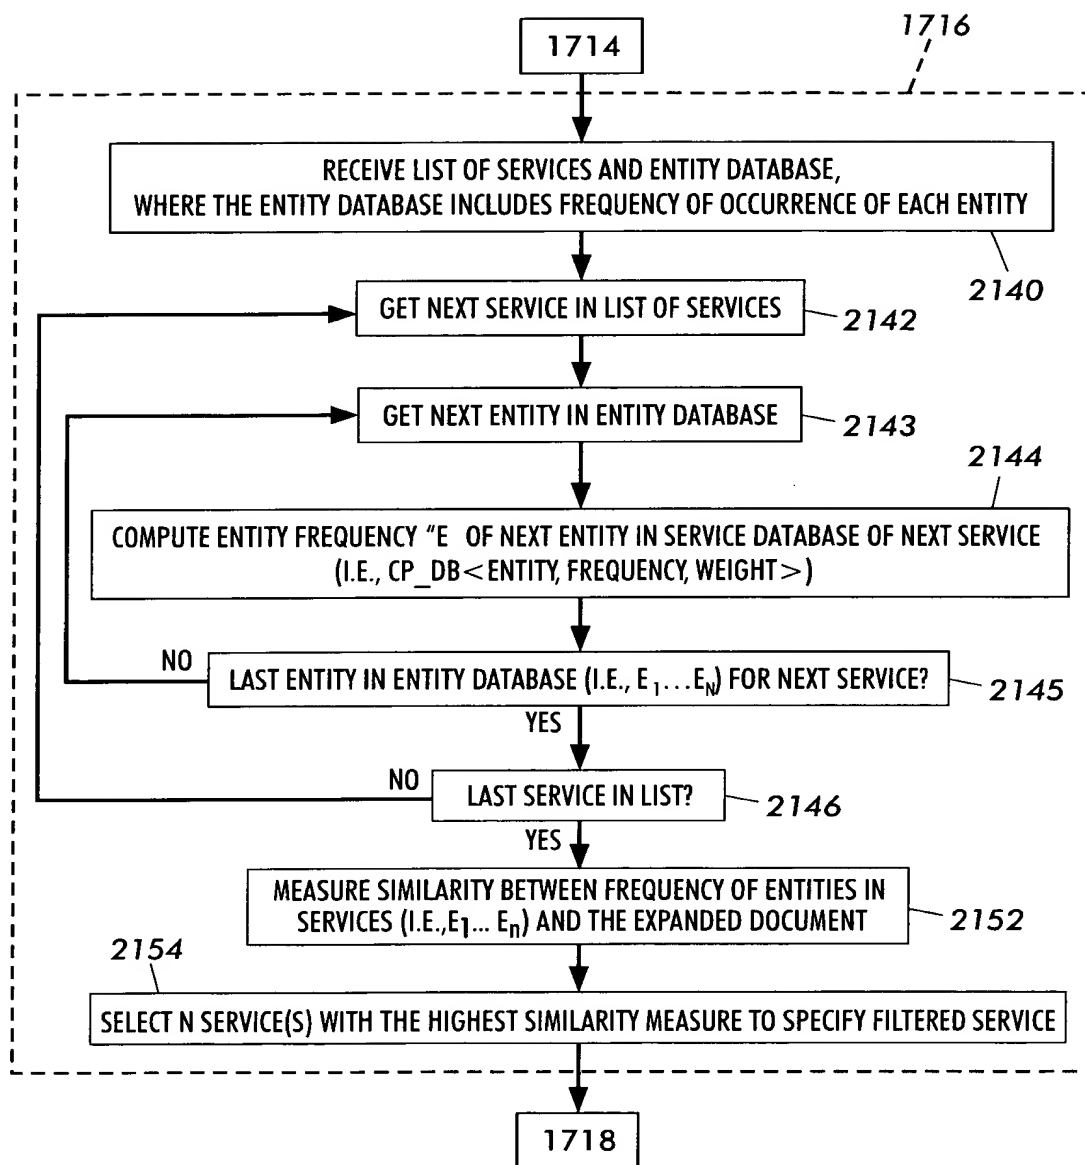 1716
1714
RECEIVE LIST OF SERVICES AND ENTITY DATABASE,
WHERE THE ENTITY DATABASE INCLUDES FREQUENCY OF OCCURRENCE OF EACH ENTITY
2140
GET NEXT SERVICE IN LIST OF SERVICES
2142
GET NEXT ENTITY IN ENTITY DATABASE
2143
2144
COMPUTE ENTITY FREQUENCY "E OF NEXT ENTITY IN SERVICE DATABASE OF NEXT SERVICE
(I.E., CP_DB<ENTITY, FREQUENCY, WEIGHT>)
NO
LAST ENTITY IN ENTITY DATABASE (I.E., E1...EN) FOR NEXT SERVICE?
2145
YES
NO
LAST SERVICE IN LIST?
2146
YES
MEASURE SIMILARITY BETWEEN FREQUENCY OF ENTITIES IN
SERVICES (I.E.,E1... En) AND THE EXPANDED DOCUMENT
2152
2154
SELECT N SERVICE(S) WITH THE HIGHEST SIMILARITY MEASURE TO SPECIFY FILTERED SERVICE
1718